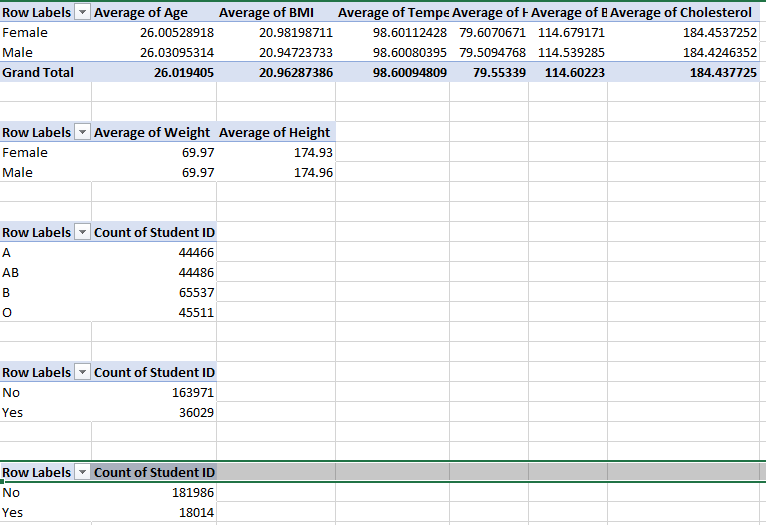 Row Labels Average of Age Average of BMI Average of Tempe Average of H Average of B Average of Cholesterol
Female 26.00528918 20.98198711 98.60112428 79.6070671 114.679171 184.4537252
Male 26.03095314 20.94723733 98.60080395 79.5094768 114.539285 184.4246352
Grand Total 26.019405 20.96287386 98.60094809 79.55339 114.60223 184.437725
Row Labels Average of Weight Average of Height
Female 69.97 174.93
Male 69.97 174.96
Row Labels Count of Student ID
A 44466
AB 44486
B 65537
O 45511
Row Labels Count of Student ID
No 163971
Yes 36029
Row Labels Count of Student ID
No 181986
Yes 18014